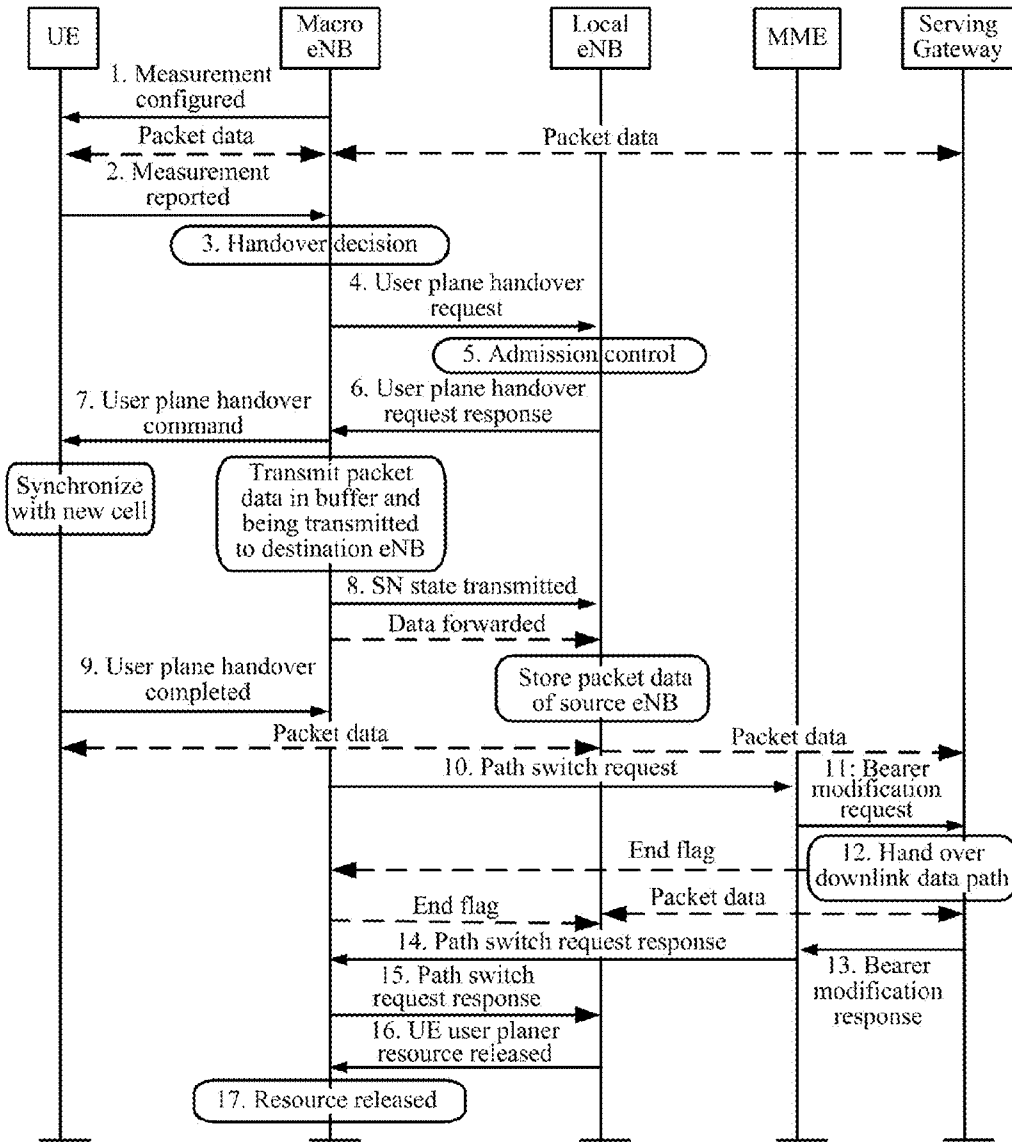 UE
Macro
eNB
Local
eNB
MME
Serving
Gateway
1. Measurement
configured
Packet data
Packet data
2. Measurement
reported
3. Handover decision
4. User plane handover
request
5. Admission control
6. User plane handover
request response
7. User plane handover
command
Synchronize
with new cell
Transmit packet
data in buffer and
being transmitted
to destination eNB
8. SN state transmitted
Data forwarded
9. User plane handover
completed
Store packet data
of source eNB
Packet data
Packet data
10. Path switch request
11: Bearer
modification
request
End flag
12. Hand over
downlink data path
Packet data
End flag
14. Path switch request response
13. Bearer
modification
response
15. Path switch
request response
16. UE user planer
resource released
17. Resource released